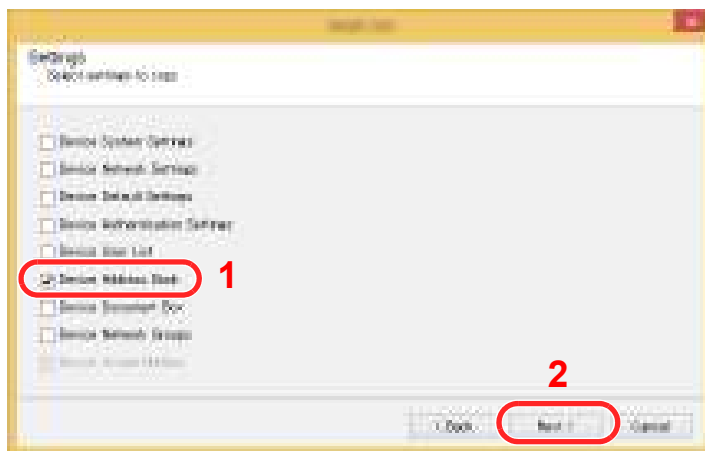 Settings
Select settings to copy
Device System Settings
Device Network Settings
Device Default Settings
Device Authentication Settings
Device User List
Device Address Book
1
Device Document Box
Device Network Groups
2
< Back
Next >
Cancel